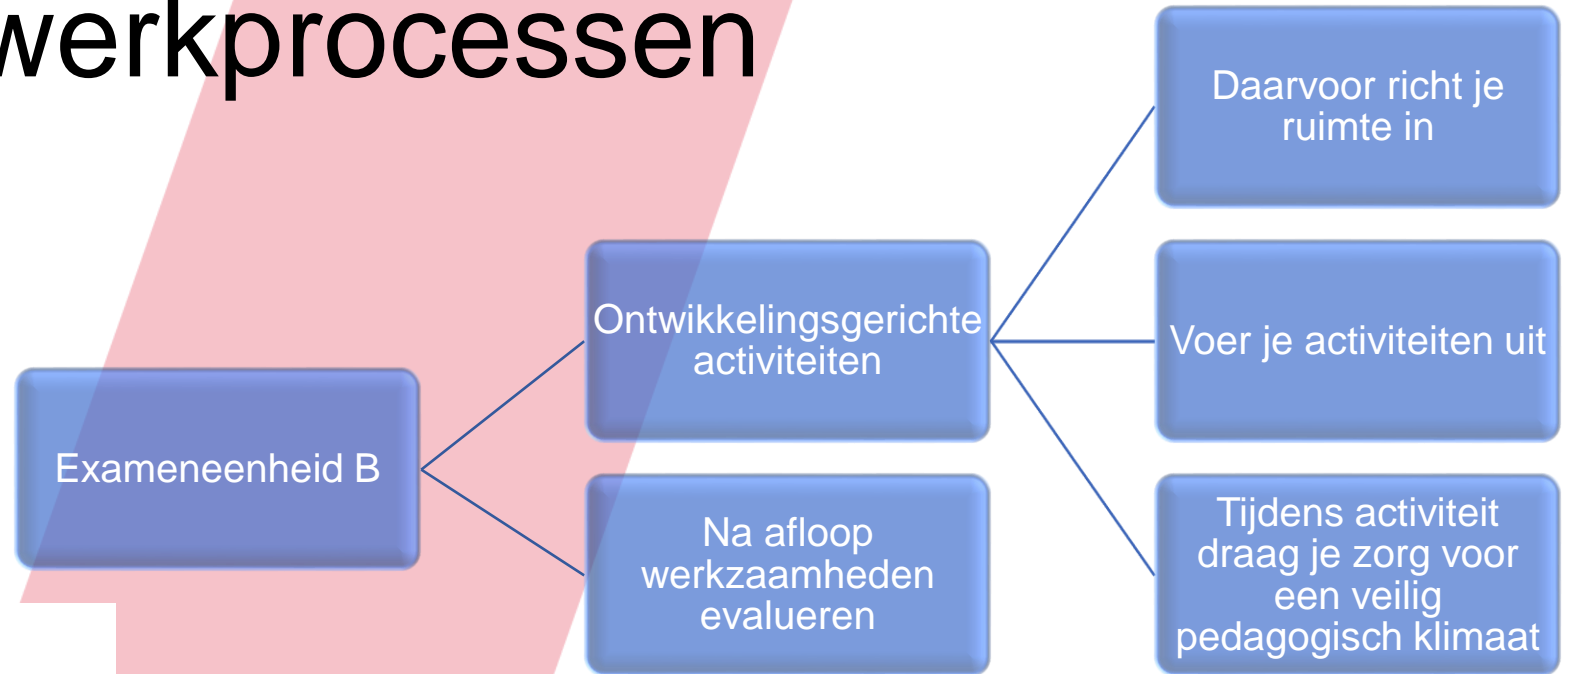 werkprocessen
Exameneenheid B
Ontwikkelingsgerichte
activiteiten
Na afloop
werkzaamheden
evalueren
Daarvoor richt je
ruimte in
Voer je activiteiten uit
Tijdens activiteit
draag je zorg voor
een veilig
pedagogisch klimaat